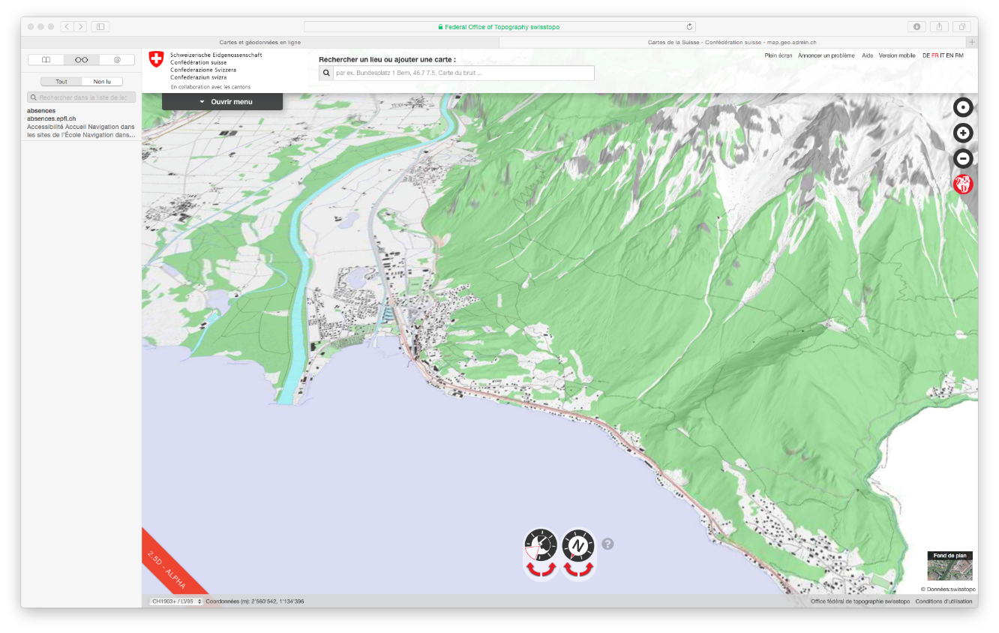 Federal Office of Topography swisstopo
Cartes et géodonnées en ligne
Cartes de la Suisse - Confédération suisse - map.geo.admin.ch
@
Tout
Non lu
Rechercher dans la liste de lec
absences
absences.epfl.ch
Accessibilité Accueil Navigation dans
les sites de l'École Navigation dans...
Schweizerische Eidgenossenschaft
Confédération suisse
Confederazione Svizzera
Confederaziun svizra
En collaboration avec les cantons
Rechercher un lieu ou ajouter une carte :
par ex. Bundesplatz 1 Bern, 46.7 7.5, Carte du bruit ...
Plein écran Annoncer un problème Aide Version mobile DE FR IT EN RM
Ouvrir menu
N
?
2.5D - ALPHA
Fond de plan
© Données:swisstopo
CH1903+ / LV95 Coordonnées (m): 2'560'542, 1'134'396
Office fédéral de topographie swisstopo Conditions d'utilisation